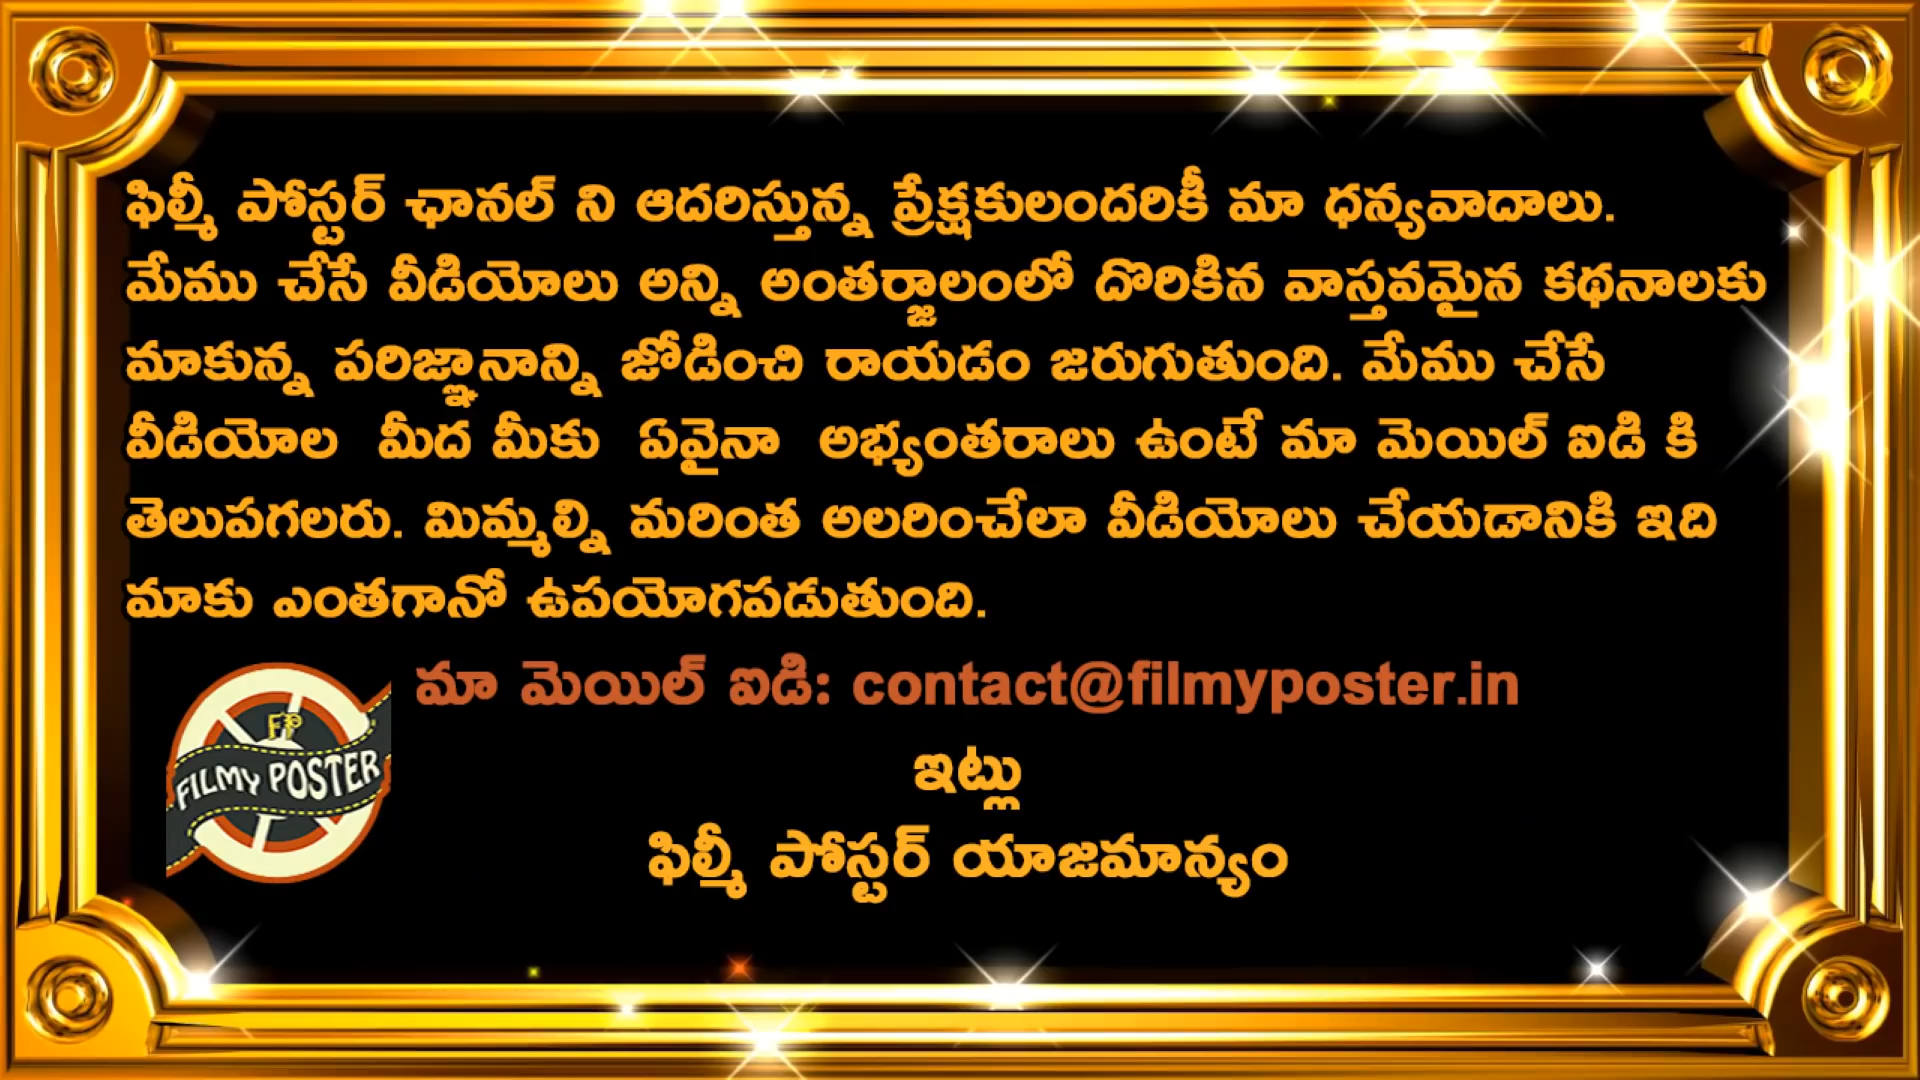 ఫిల్మీ పోస్టర్ ఛానల్ ని ఆదరిస్తున్న ప్రేక్షకులందరికీ మా ధన్యవాదాలు.
మేము చేసే వీడియోలు అన్ని అంతర్జాలంలో దొరికిన వాస్తవమైన కథనాలకు
మాకున్న పరిజ్ఞానాన్ని జోడించి రాయడం జరుగుతుంది. మేము చేసే
వీడియోల మీద మీకు ఏవైనా అభ్యంతరాలు ఉంటే మా మెయిల్ ఐడి కి
తెలుపగలరు. మిమ్మల్ని మరింత అలరించేలా వీడియోలు చేయడానికి ఇది
మాకు ఎంతగానో ఉపయోగపడుతుంది.
మా మెయిల్ ఐడి: contact@filmyposter.in
FP
FILMY POSTER
ఇట్లు
ఫిల్మీ పోస్టర్ యాజమాన్యం